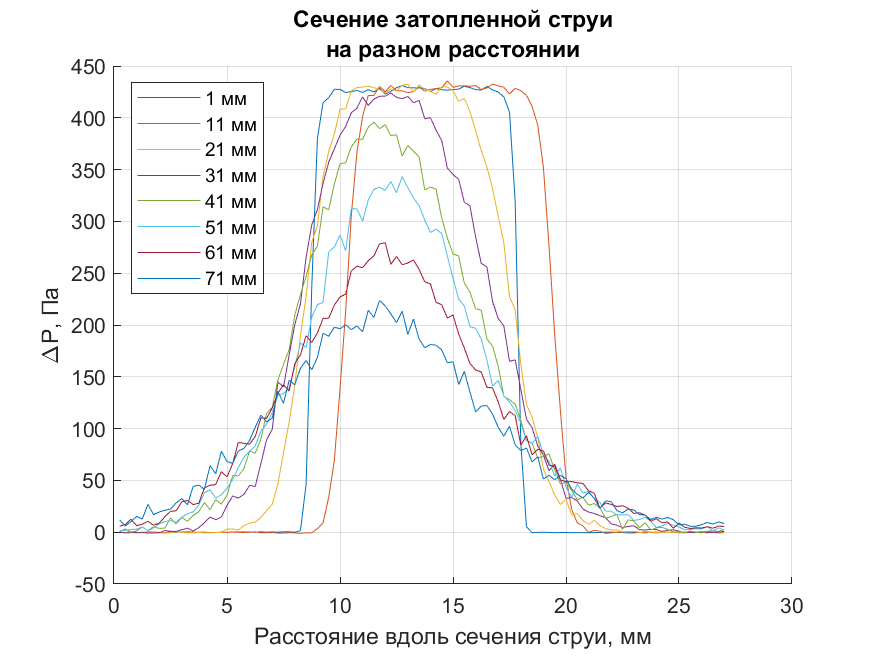 Сечение затопленной струи
на разном расстоянии
450
400
350
300
250
200
150
100
50
0
-50
ΔP, Па
1 мм
11 мм
21 мм
31 мм
41 мм
51 мм
61 мм
71 мм
0 5 10 15 20 25 30
Расстояние вдоль сечения струи, мм